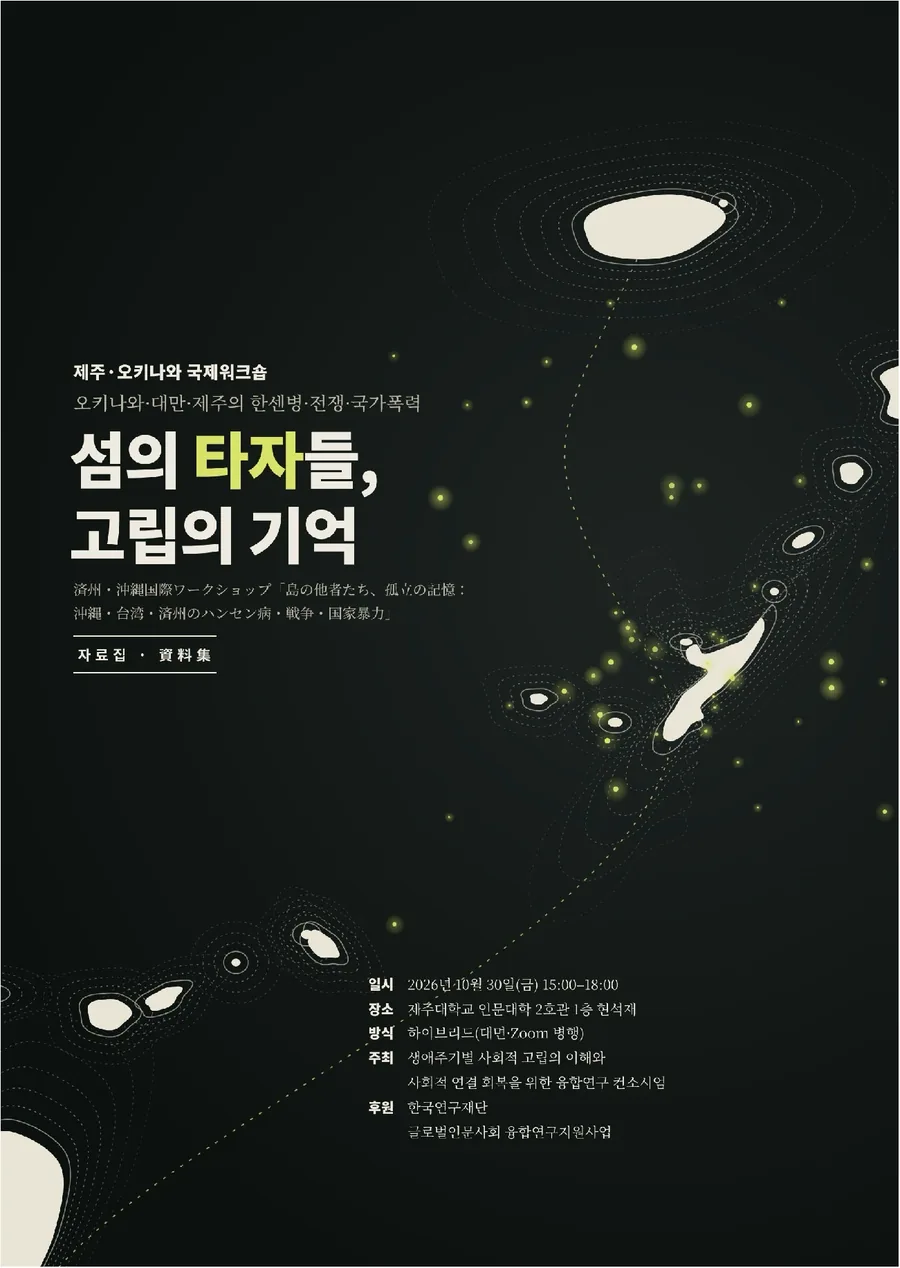 제주·오키나와 국제워크숍
오키나와·대만·제주의 한센병·전쟁·국가폭력
섬의 타자들,
고립의 기억
済州・沖縄国際ワークショップ「島の他者たち、孤立の記憶：
沖縄・台湾・済州のハンセン病・戦争・国家暴力」
자료집 · 資料集
일시 2026년 10월 30일(금) 15:00–18:00
장소 제주대학교 인문대학 2호관 1층 현석재
방식 하이브리드(대면·Zoom 병행)
주최 생애주기별 사회적 고립의 이해와
사회적 연결 회복을 위한 융합연구 컨소시엄
후원 한국연구재단
글로벌인문사회 융합연구지원사업